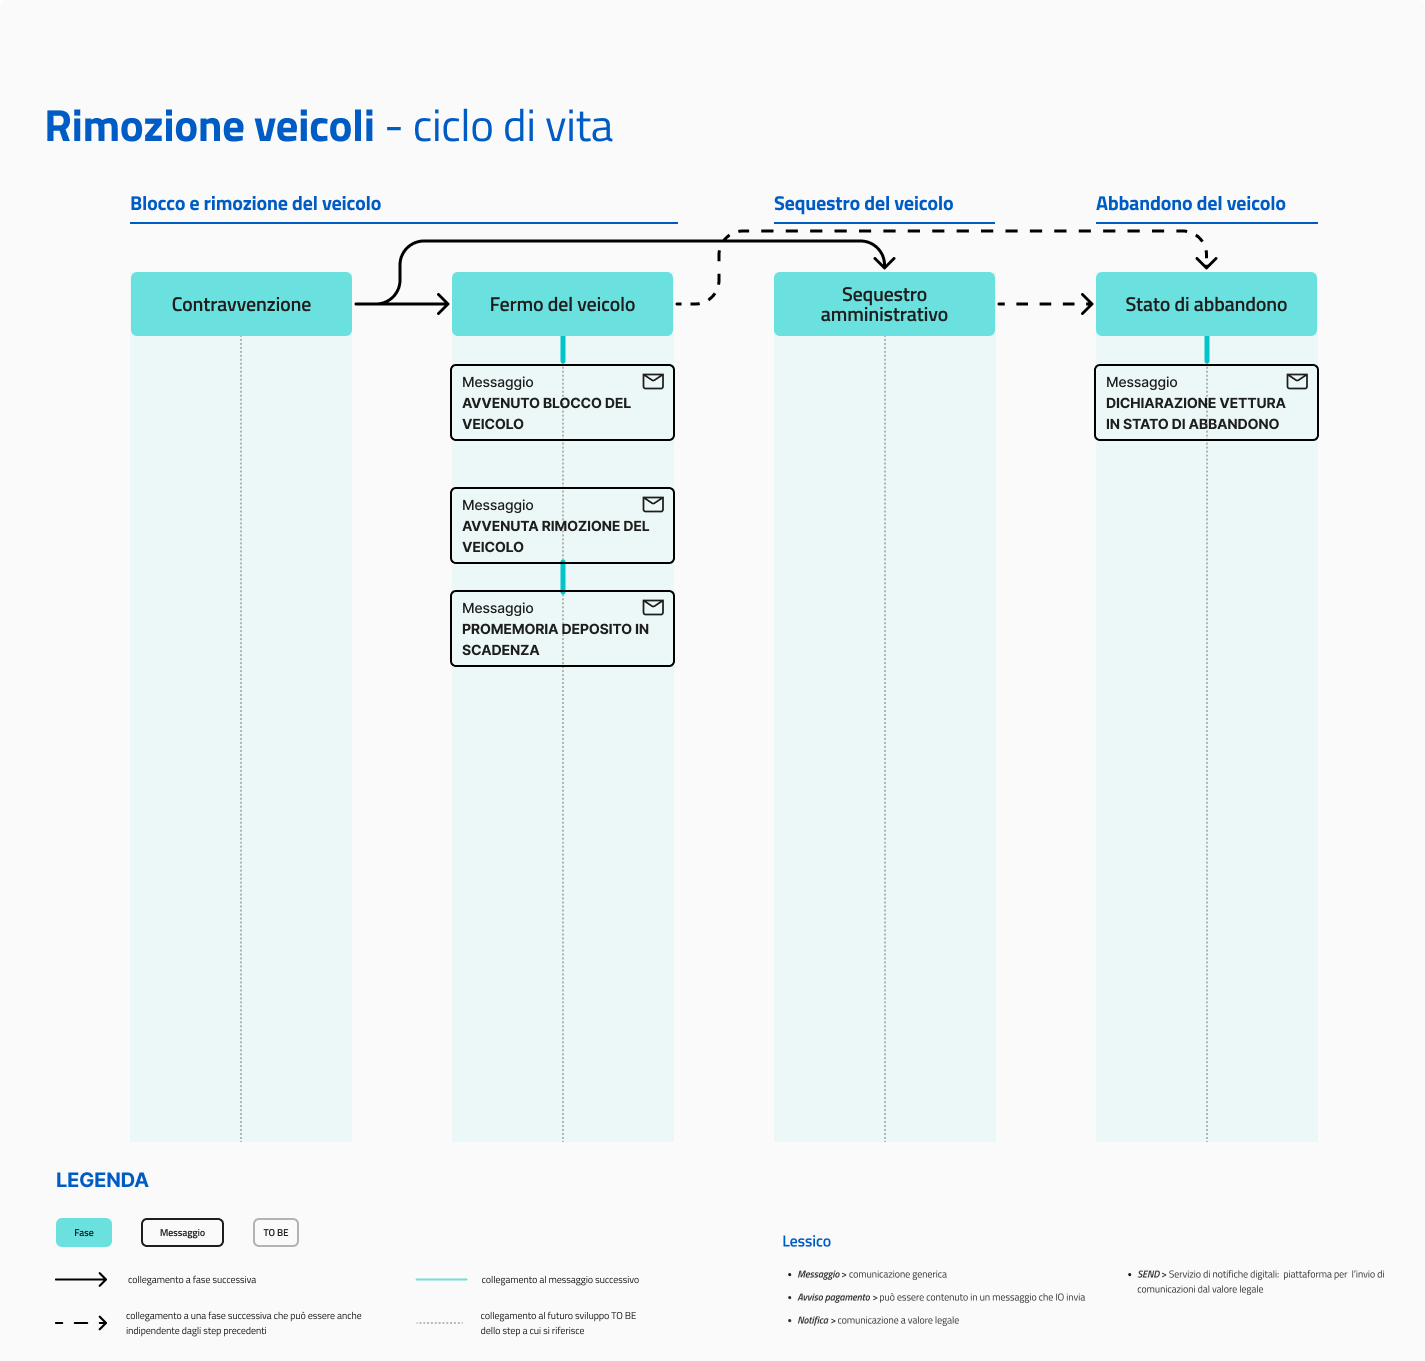 Rimozione veicoli - ciclo di vita
Blocco e rimozione del veicolo
Sequestro del veicolo
Abbandono del veicolo
Contravvenzione
Fermo del veicolo
Sequestro
amministrativo
Stato di abbandono
Messaggio
AVVENUTO BLOCCO DEL
VEICOLO
Messaggio
AVVENUTA RIMOZIONE DEL
VEICOLO
Messaggio
PROMEMORIA DEPOSITO IN
SCADENZA
Messaggio
DICHIARAZIONE VETTURA
IN STATO DI ABBANDONO
LEGENDA
Fase
Messaggio
TO BE
collegamento a fase successiva
collegamento a una fase successiva che può essere anche
indipendente dagli step precedenti
collegamento al messaggio successivo
collegamento al futuro sviluppo TO BE
dello step a cui si riferisce
Lessico
• Messaggio > comunicazione generica
• Avviso pagamento > può essere contenuto in un messaggio che IO invia
• Notifica > comunicazione a valore legale
• SEND > Servizio di notifiche digitali: piattaforma per l'invio di
comunicazioni dal valore legale